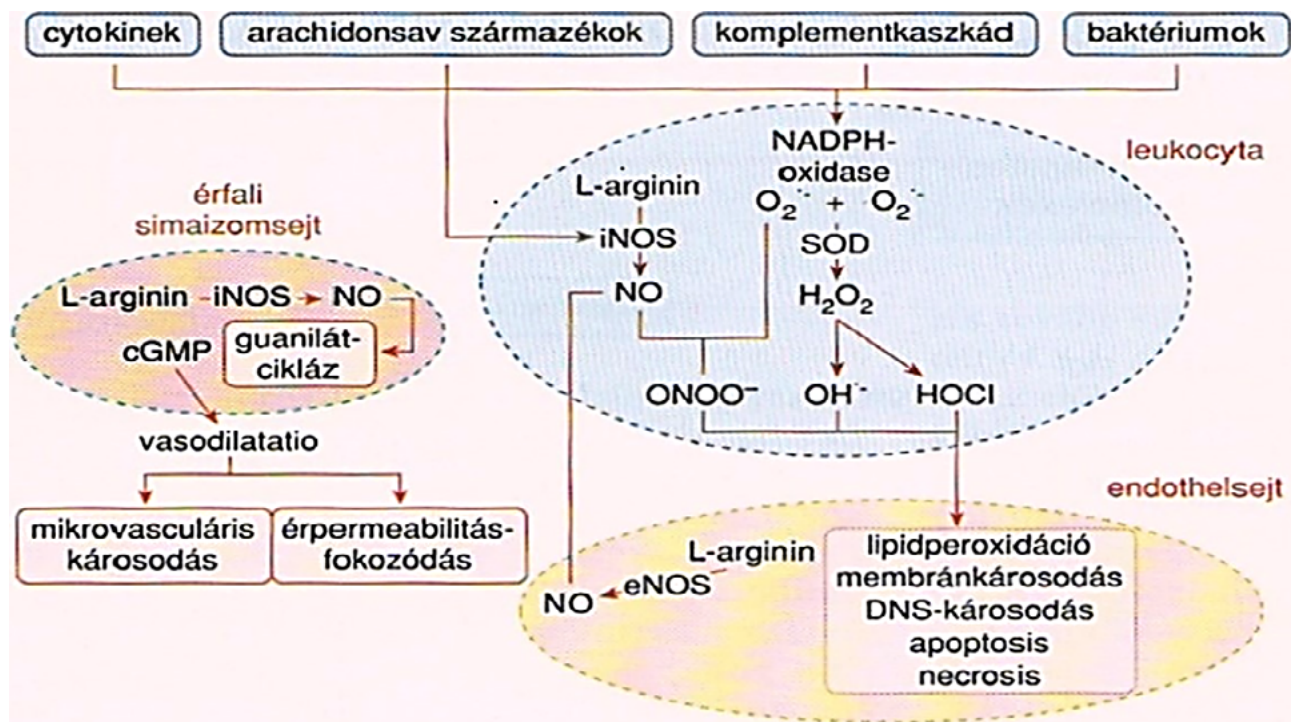 cytokinek
arachidonsav származékok
komplementkaszkád
baktériumok
leukocyta
NADPH-
oxidase
O₂˙⁻ + O₂˙⁻
SOD
H₂O₂
L-arginin
iNOS
NO
ONOO⁻
OH˙⁻
HOCl
érfali
simaizomsejt
L-arginin iNOS NO
cGMP
guanilát-
cikláz
vasodilatatio
mikrovasculáris
károsodás
érpermeabilitás-
fokozódás
endothelsejt
L-arginin
eNOS
NO
lipidperoxidáció
membránkárosodás
DNS-károsodás
apoptosis
necrosis